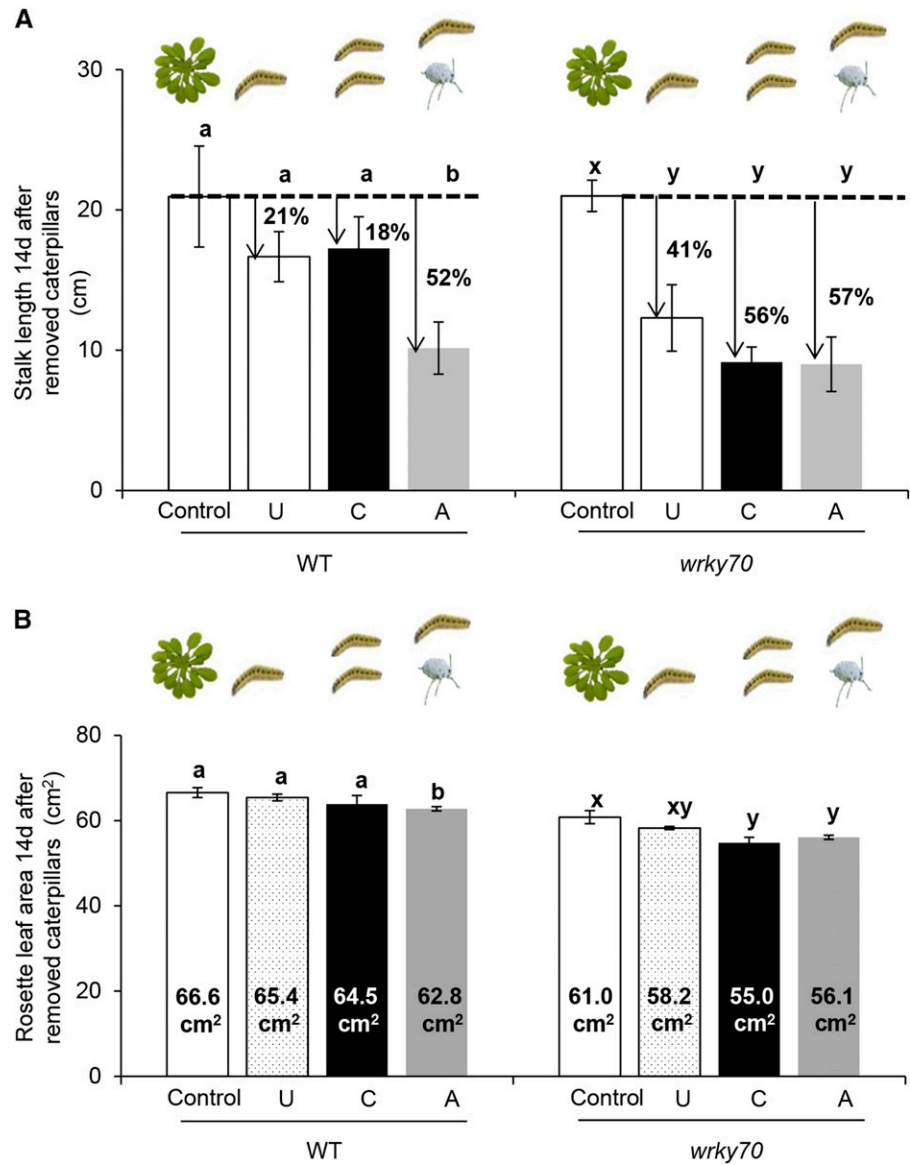 A
Stalk length 14d after
removed caterpillars
(cm)
30
20
10
0
a
a
a
b
21%
18%
52%
x
y
y
y
41%
56%
57%
Control
U
C
A
Control
U
C
A
WT
wrky70
B
Rosette leaf area 14d after
removed caterpillars (cm²)
80
60
40
20
0
a
a
a
b
x
xy
y
y
66.6
cm²
65.4
cm²
64.5
cm²
62.8
cm²
61.0
cm²
58.2
cm²
55.0
cm²
56.1
cm²
Control
U
C
A
Control
U
C
A
WT
wrky70